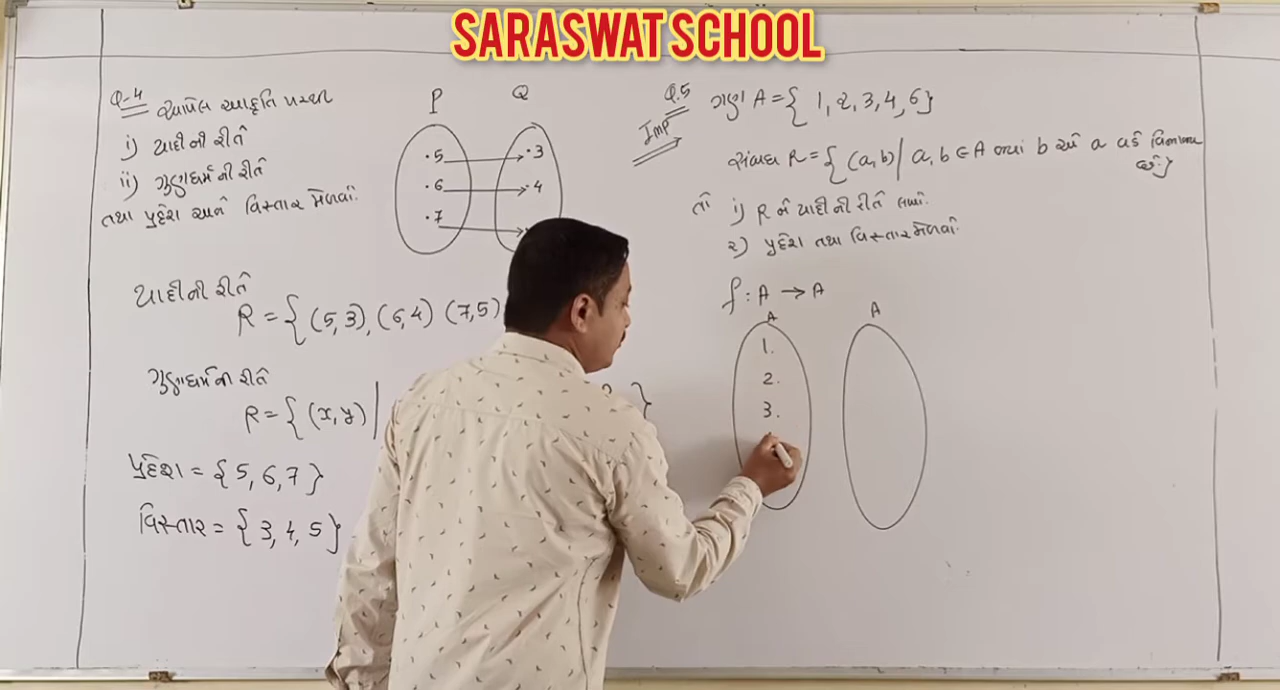 SARASWAT SCHOOL
Q-4 આપેલ આકૃતિ પરથી
i) યાદીની રીતે
ii) ગુણધર્મની રીતે
તથા પ્રદેશ અને વિસ્તાર મેળવો.
P Q
.5 .3
.6 .4
.7
યાદીની રીતે
R = { (5,3), (6,4) (7,5)
ગુણધર્મની રીતે
R = { (x,y) | }
પ્રદેશ = {5,6,7}
વિસ્તાર = {3,4,5}
Q.5 ગણ A = { 1,2,3,4,6}
Imp
સંબંધ R = { (a,b) / a,b ∈ A જ્યાં b એ a વડે વિભાજ્ય છે.}
તો i) R ને યાદીની રીતે લખો.
૨) પ્રદેશ તથા વિસ્તાર મેળવો.
f : A → A
A A
1.
2.
3.